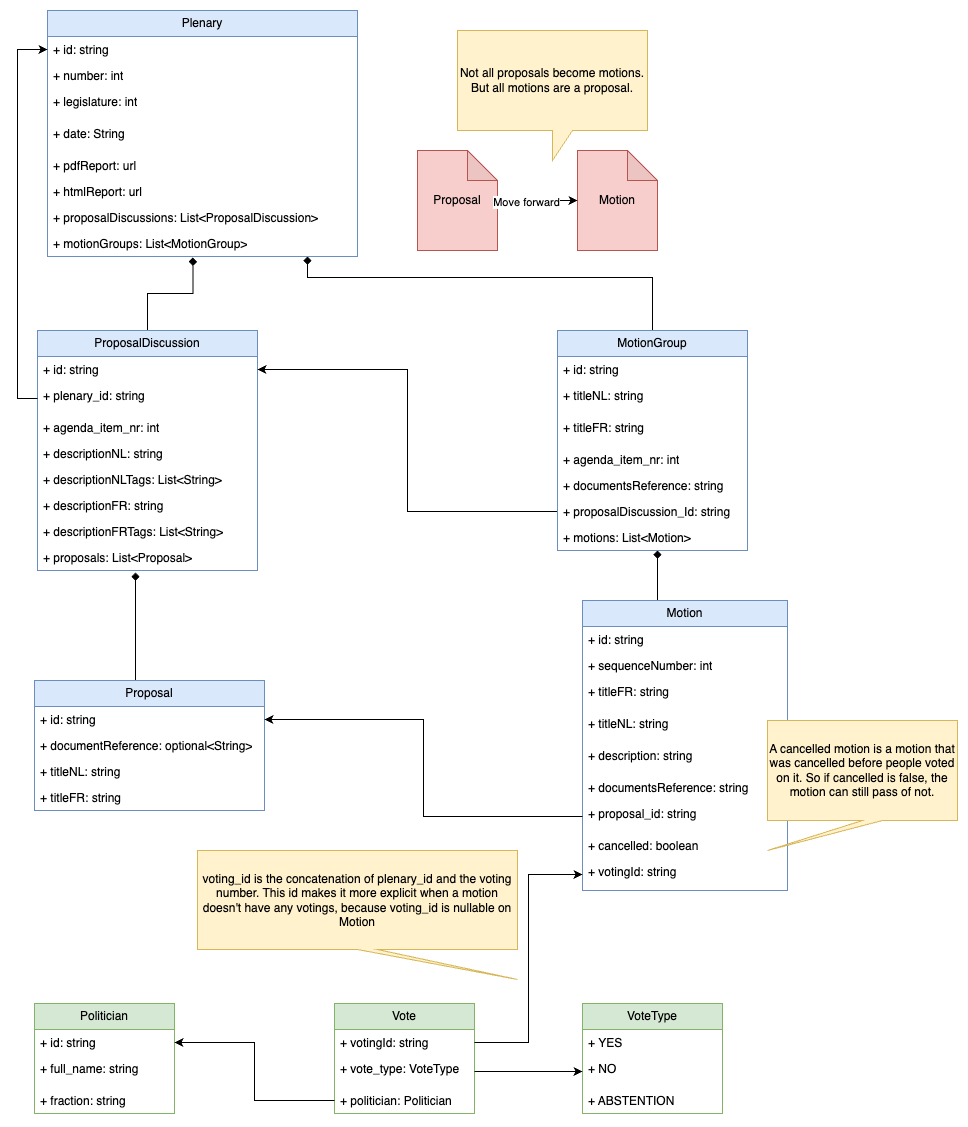 Plenary
+ id: string
+ number: int
+ legislature: int
+ date: String
+ pdfReport: url
+ htmlReport: url
+ proposalDiscussions: List<ProposalDiscussion>
+ motionGroups: List<MotionGroup>
Not all proposals become motions.
But all motions are a proposal.
Proposal
Move forward
Motion
ProposalDiscussion
+ id: string
+ plenary_id: string
+ agenda_item_nr: int
+ descriptionNL: string
+ descriptionNLTags: List<String>
+ descriptionFR: string
+ descriptionFRTags: List<String>
+ proposals: List<Proposal>
MotionGroup
+ id: string
+ titleNL: string
+ titleFR: string
+ agenda_item_nr: int
+ documentsReference: string
+ proposalDiscussion_Id: string
+ motions: List<Motion>
Proposal
+ id: string
+ documentReference: optional<String>
+ titleNL: string
+ titleFR: string
Motion
+ id: string
+ sequenceNumber: int
+ titleFR: string
+ titleNL: string
+ description: string
+ documentsReference: string
+ proposal_id: string
+ cancelled: boolean
+ votingId: string
A cancelled motion is a motion that
was cancelled before people voted
on it. So if cancelled is false, the
motion can still pass of not.
voting_id is the concatenation of plenary_id and the voting
number. This id makes it more explicit when a motion
doesn't have any votings, because voting_id is nullable on
Motion
Politician
+ id: string
+ full_name: string
+ fraction: string
Vote
+ votingId: string
+ vote_type: VoteType
+ politician: Politician
VoteType
+ YES
+ NO
+ ABSTENTION